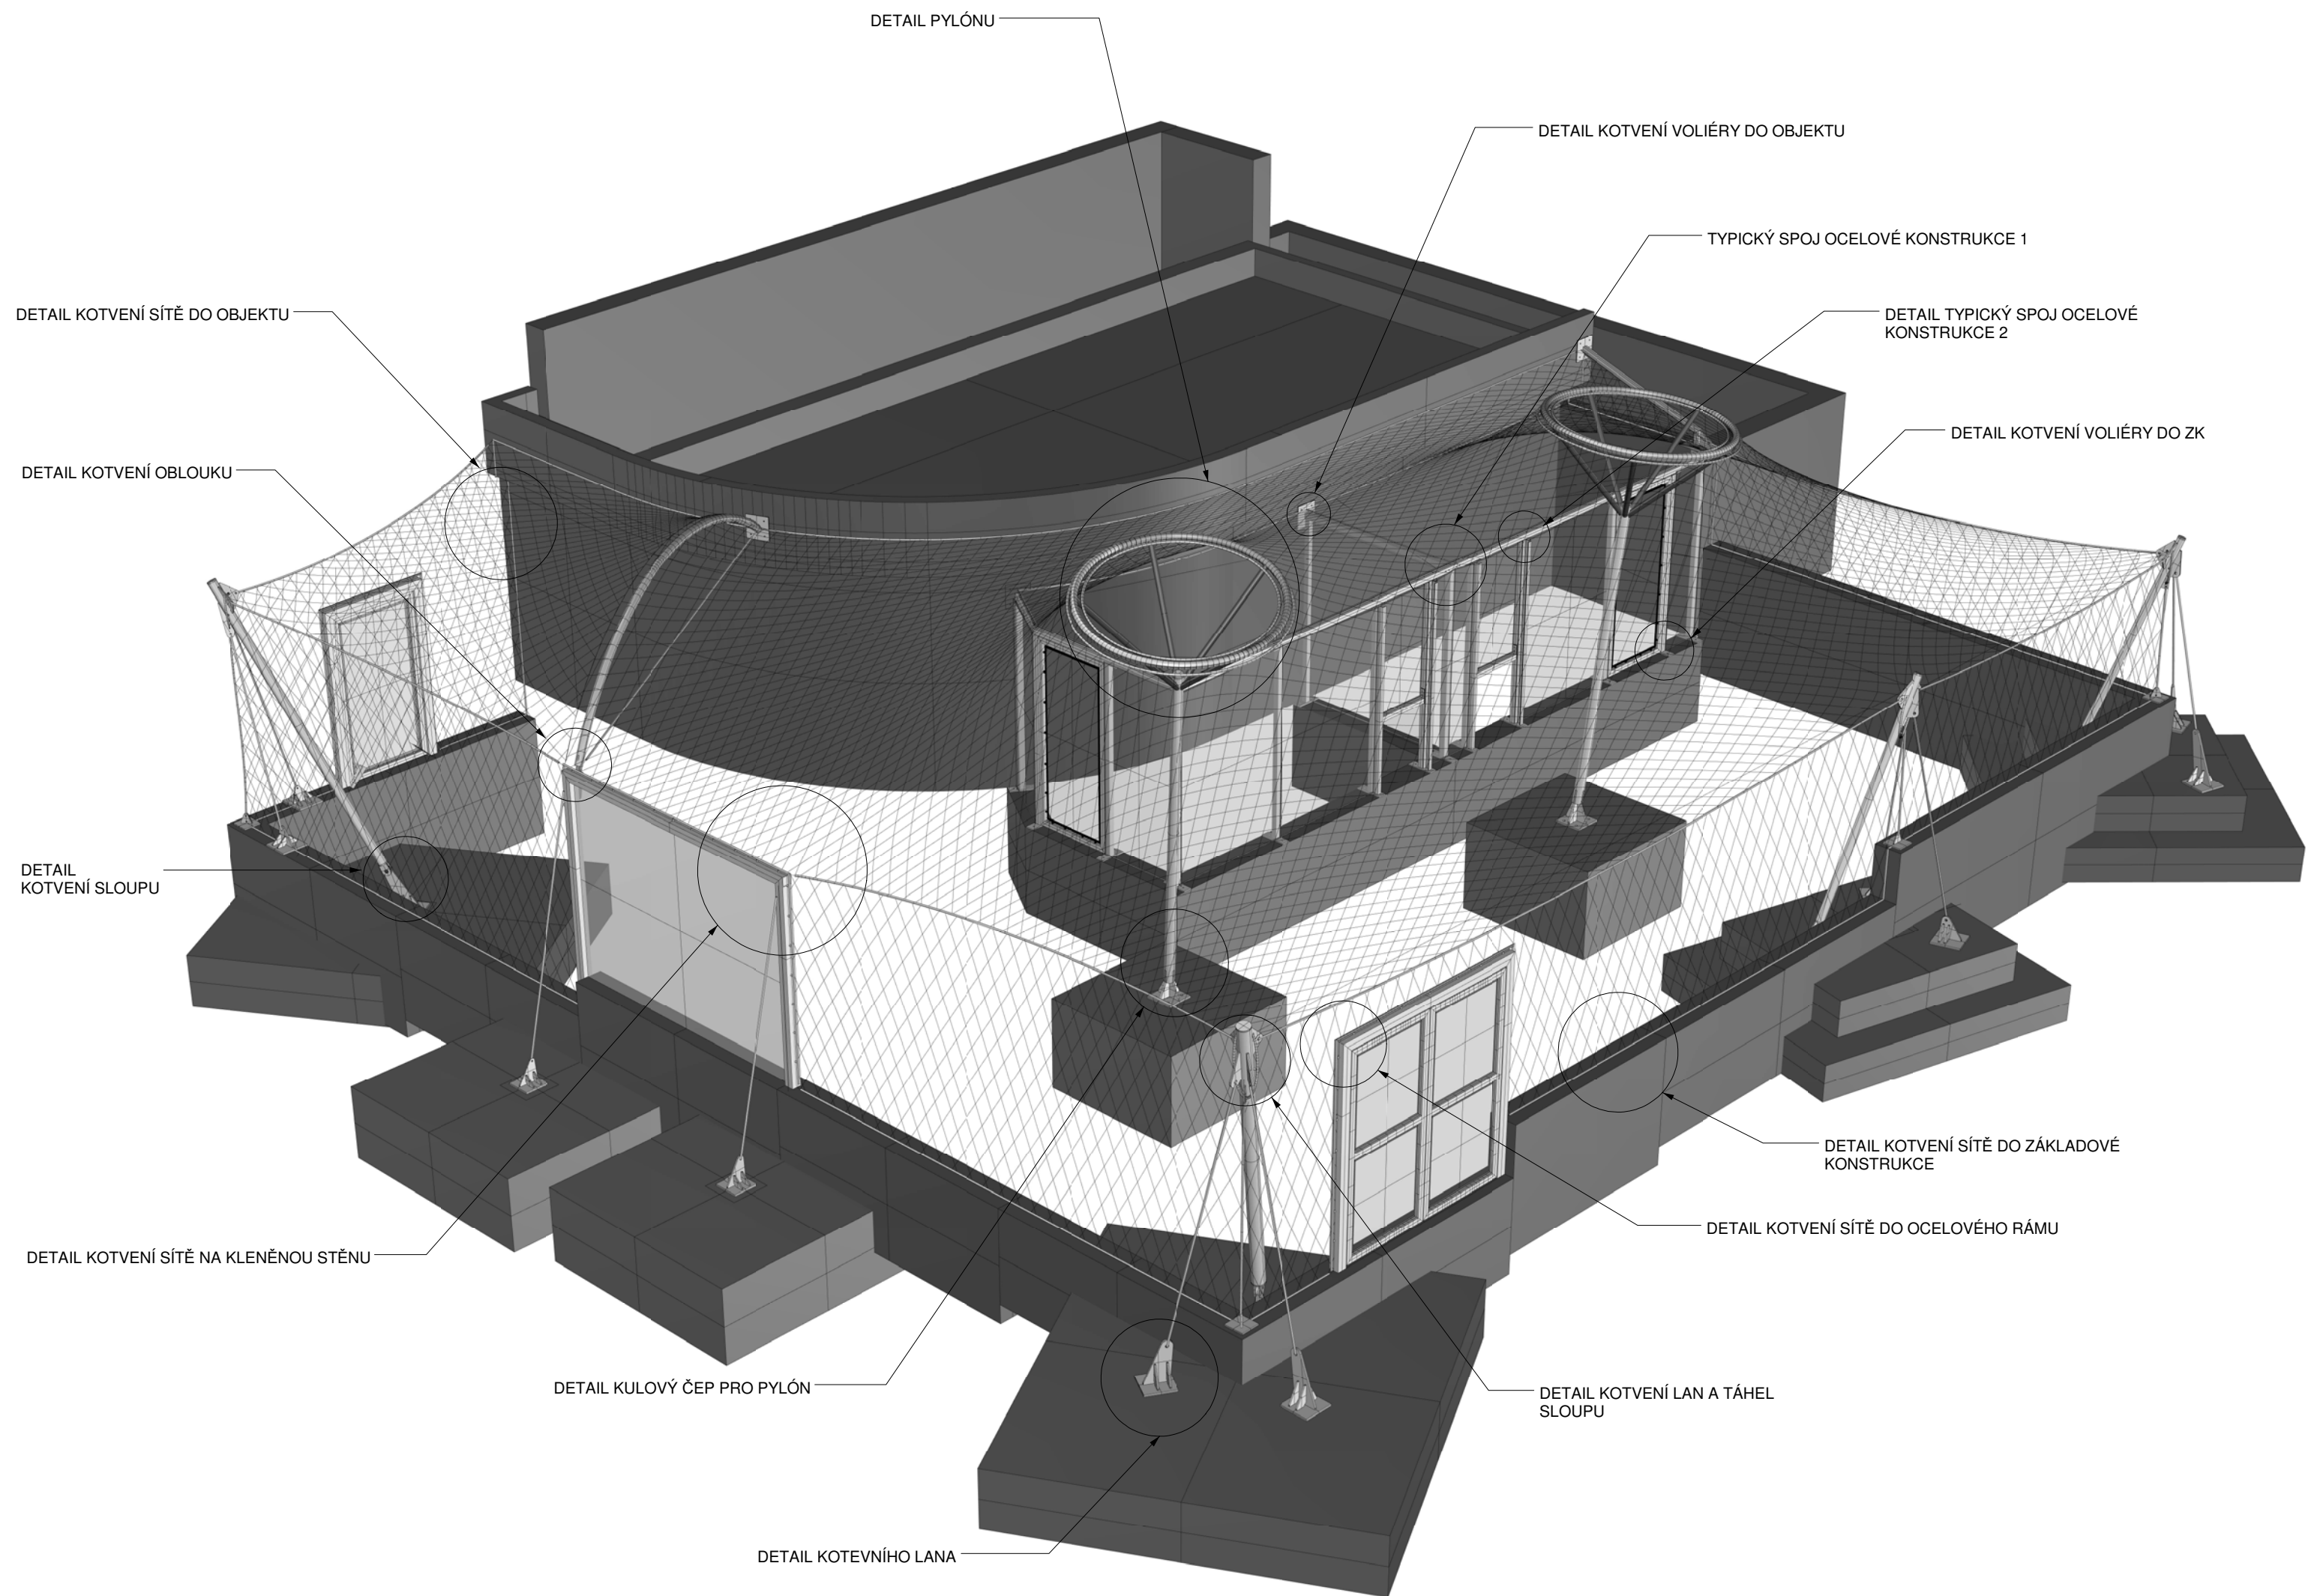 DETAIL PYLÓNU
DETAIL KOTVENÍ VOLIÉRY DO OBJEKTU
TYPICKÝ SPOJ OCELOVÉ KONSTRUKCE 1
DETAIL KOTVENÍ SÍTĚ DO OBJEKTU
DETAIL TYPICKÝ SPOJ OCELOVÉ
KONSTRUKCE 2
DETAIL KOTVENÍ VOLIÉRY DO ZK
DETAIL KOTVENÍ OBLOUKU
DETAIL
KOTVENÍ SLOUPU
DETAIL KOTVENÍ SÍTĚ DO ZÁKLADOVÉ
KONSTRUKCE
DETAIL KOTVENÍ SÍTĚ DO OCELOVÉHO RÁMU
DETAIL KOTVENÍ SÍTĚ NA KLENĚNOU STĚNU
DETAIL KULOVÝ ČEP PRO PYLÓN
DETAIL KOTVENÍ LAN A TÁHEL
SLOUPU
DETAIL KOTEVNÍHO LANA